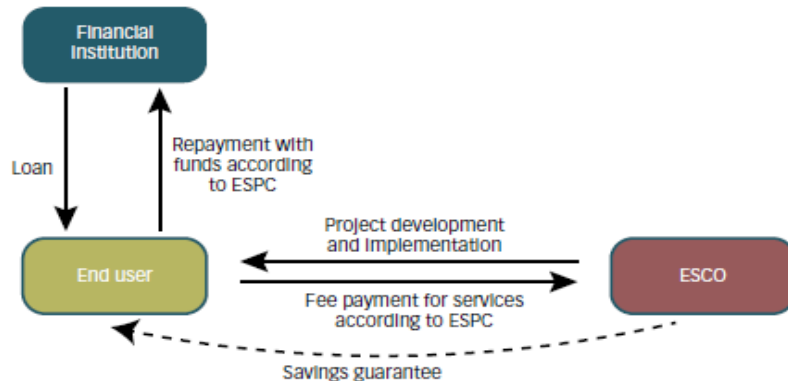 Financial
Institution
Loan
Repayment with
funds according
to ESPC
Project development
and Implementation
End user
ESCO
Fee payment for services
according to ESPC
Savings guarantee